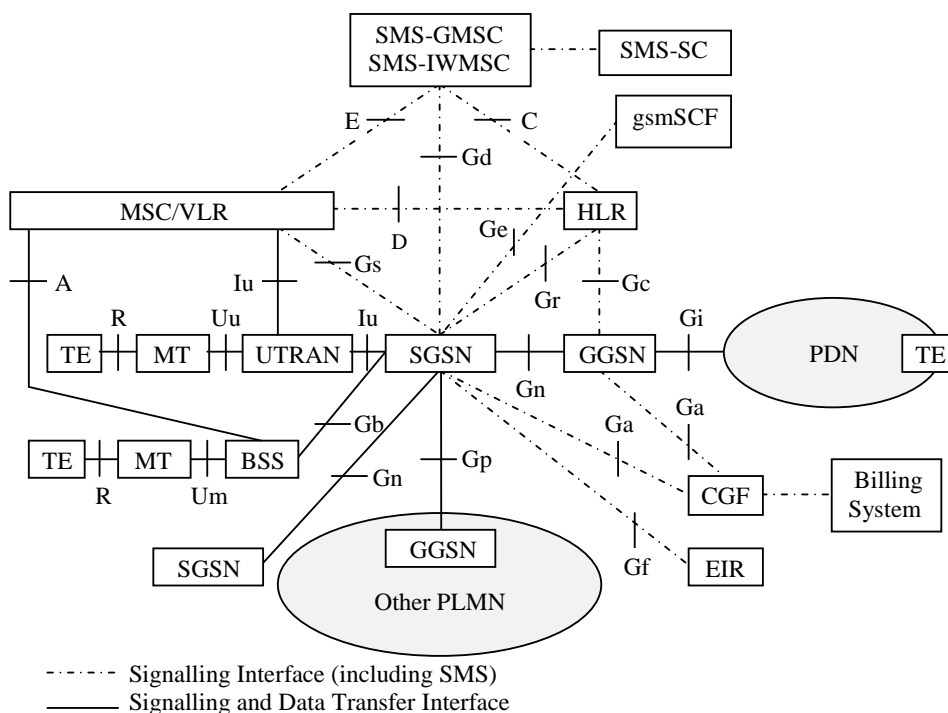 SMS-GMSC
SMS-IWMSC
SMS-SC
gsmSCF
E
C
Gd
MSC/VLR
HLR
D
Ge
Gs
A
Iu
Gr
Gc
R
Uu
Iu
Gi
TE
MT
UTRAN
SGSN
GGSN
PDN
TE
Gn
Gb
Ga
Ga
TE
MT
BSS
Gn
Gp
R
Um
CGF
Billing
System
SGSN
GGSN
Gf
EIR
Other PLMN
Signalling Interface (including SMS)
Signalling and Data Transfer Interface